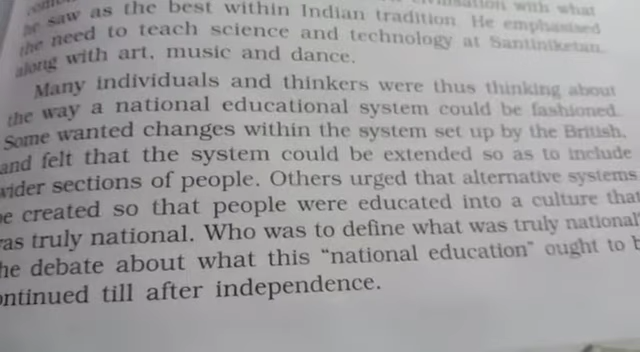 with what
he saw as the best within Indian tradition. He emphasised
the need to teach science and technology at Santiniketan,
along with art, music and dance.
Many individuals and thinkers were thus thinking about
the way a national educational system could be fashioned.
Some wanted changes within the system set up by the British,
and felt that the system could be extended so as to include
wider sections of people. Others urged that alternative systems
be created so that people were educated into a culture that
was truly national. Who was to define what was truly national?
he debate about what this “national education” ought to b
ontinued till after independence.